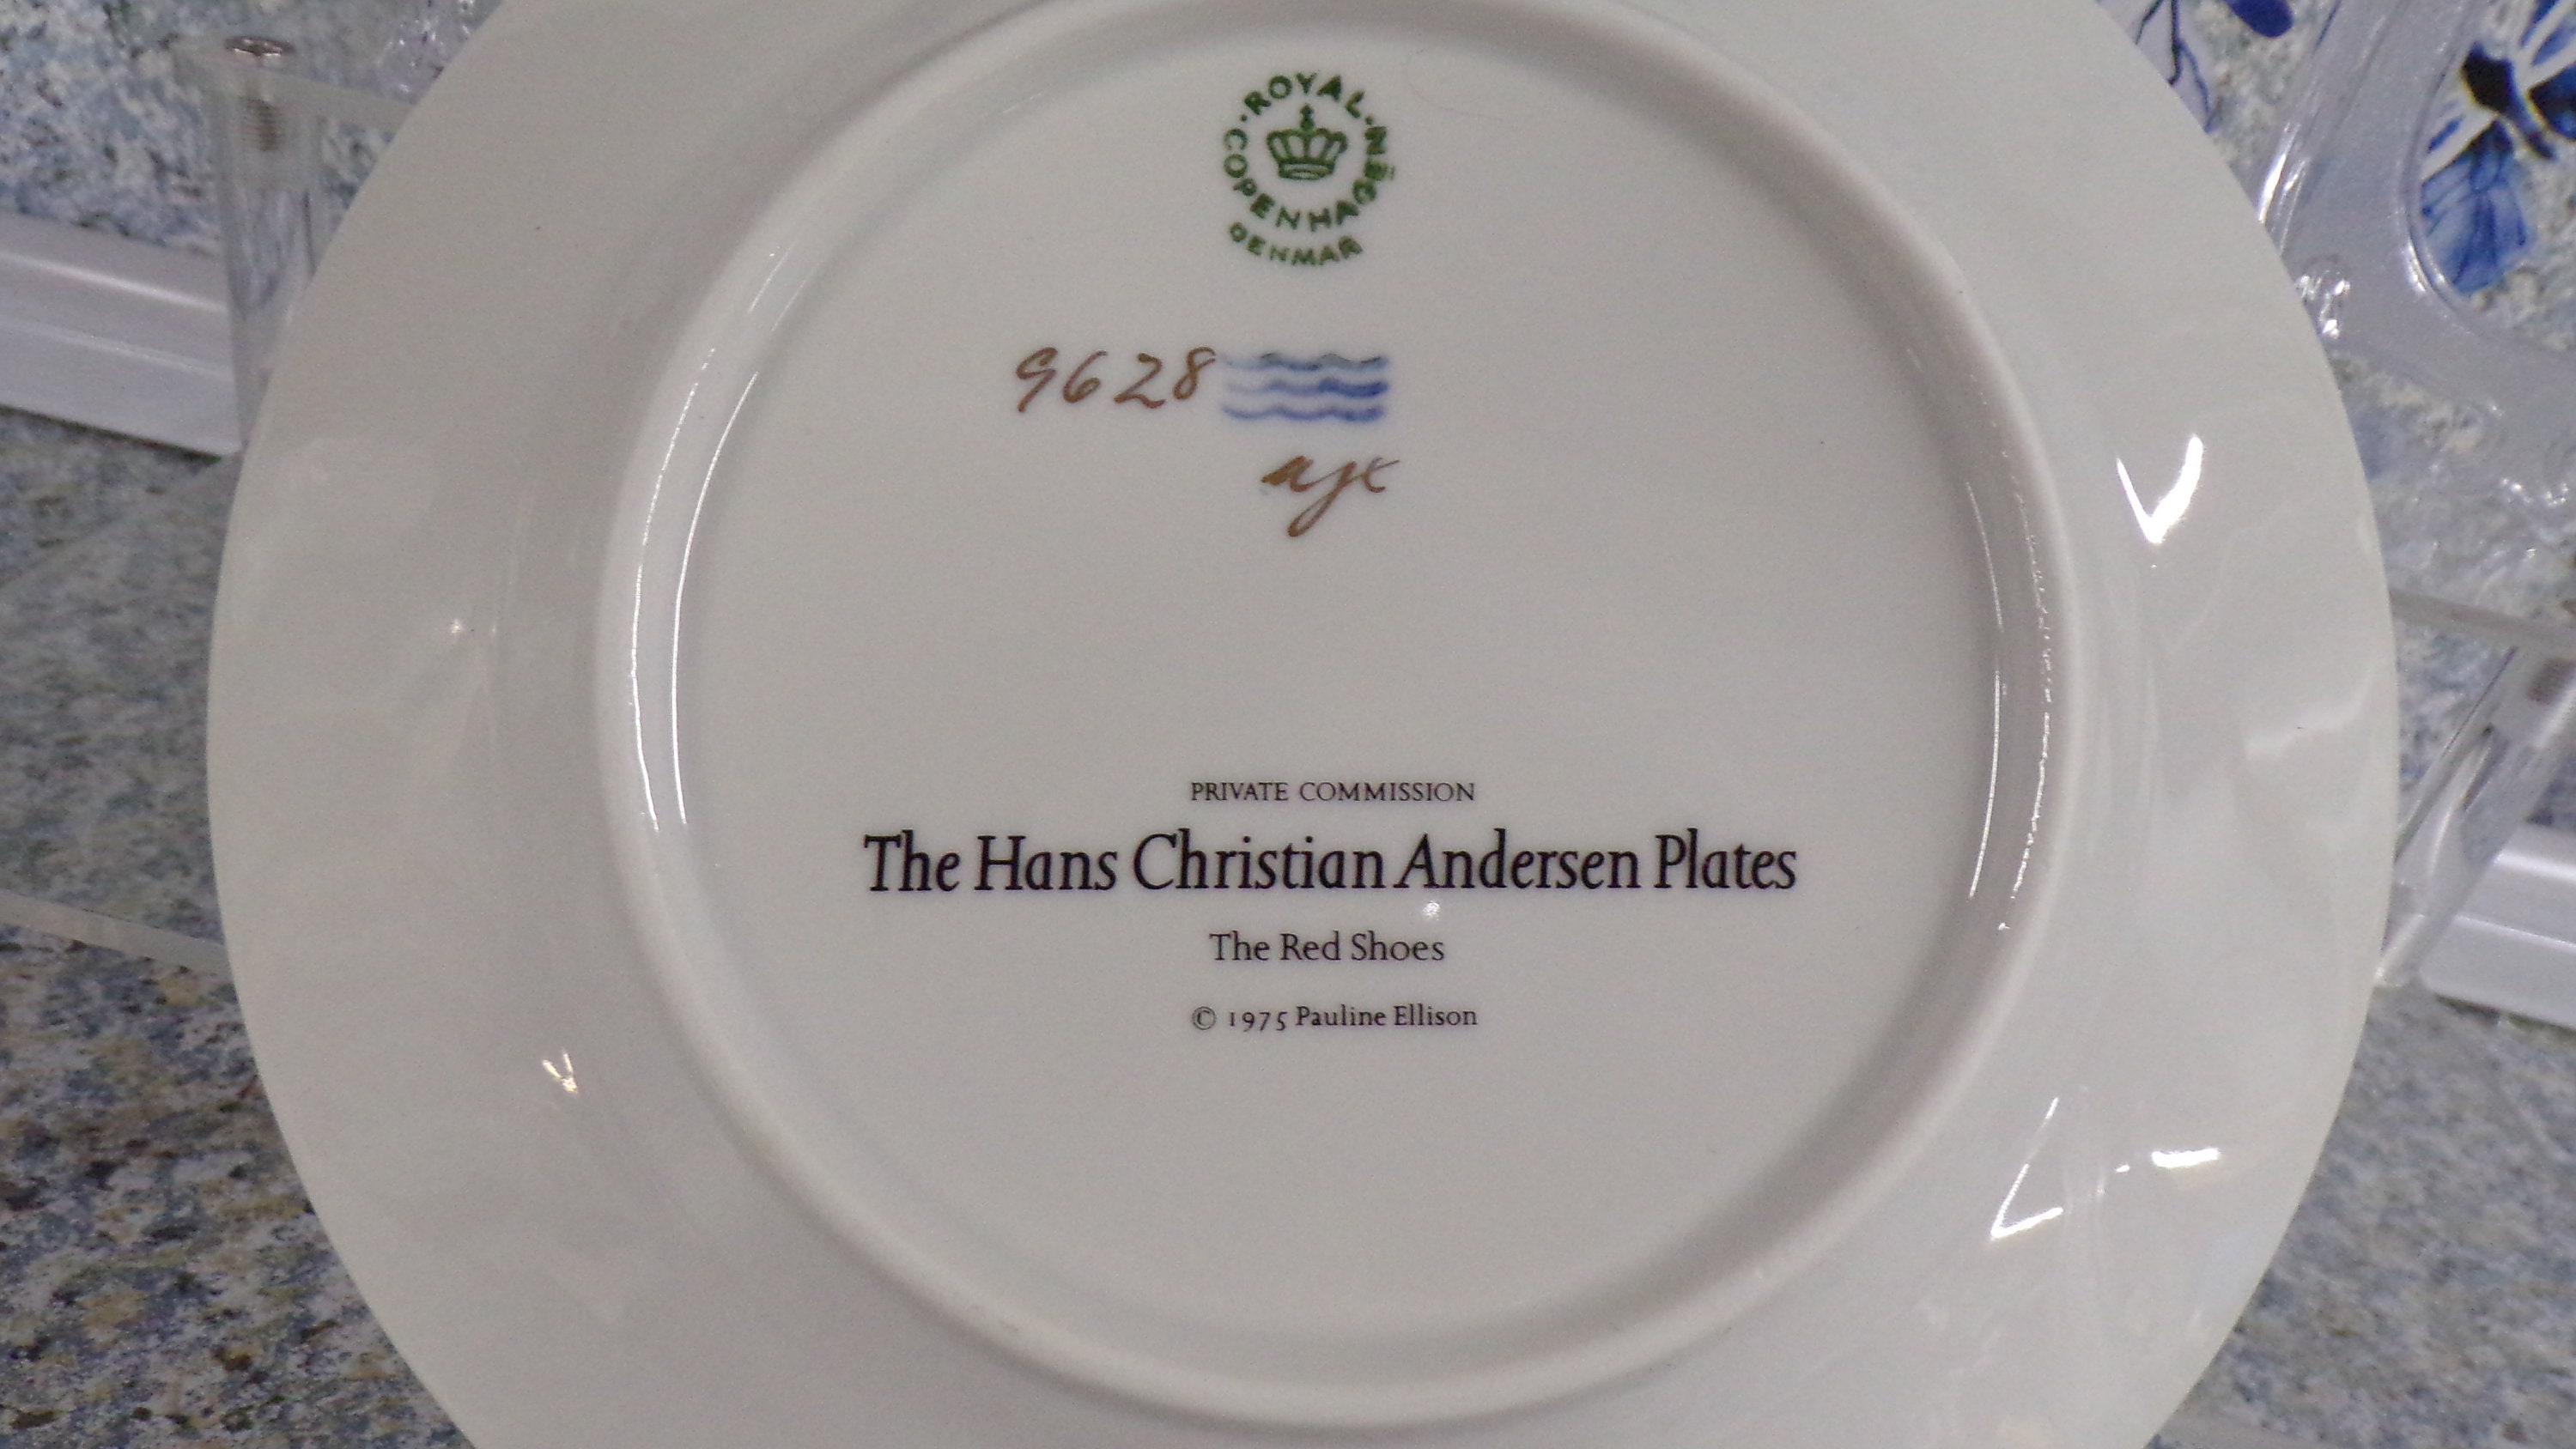 ROYAL
COPENHAGEN
DENMAR
9628
PRIVATE COMMISSION
The Hans Christian Andersen Plates
The Red Shoes
© 1975 Pauline Ellison